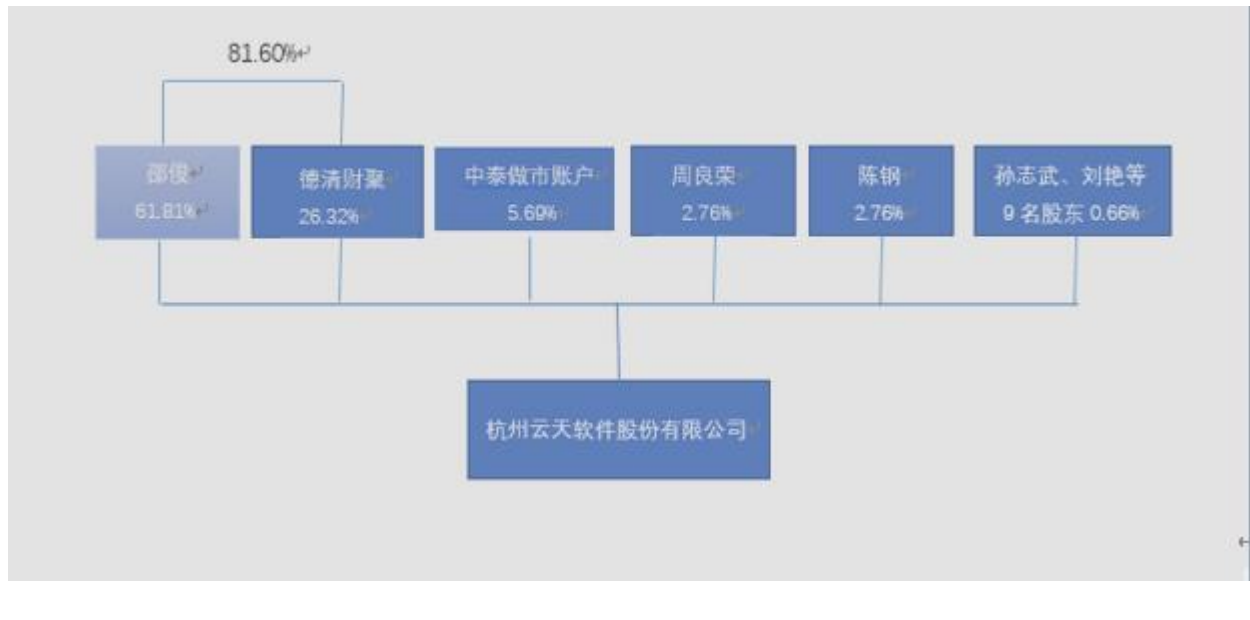 81.60%
邵俊
61.81%
德清财聚
26.32%
中泰做市账户
5.69%
周良荣
2.76%
陈钢
2.76%
孙志武、刘艳等
9 名股东 0.66%
杭州云天软件股份有限公司